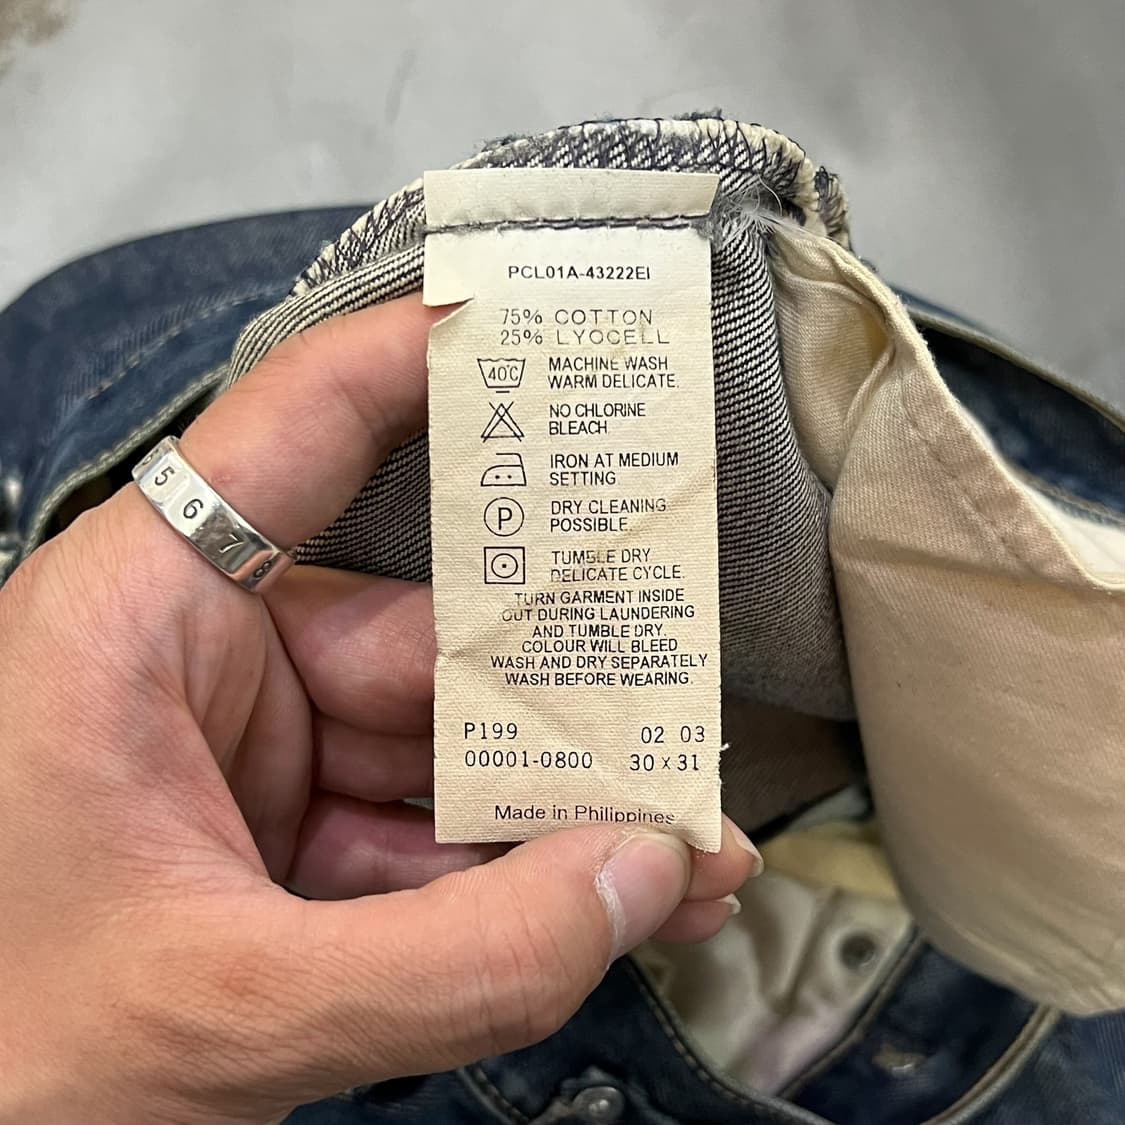 PCL01A-43222EI
75% COTTON
25% LYOCELL
40°C
MACHINE WASH
WARM DELICATE.
NO CHLORINE
BLEACH
IRON AT MEDIUM
SETTING.
P
DRY CLEANING
POSSIBLE.
TUMBLE DRY
DELICATE CYCLE.
TURN GARMENT INSIDE
OUT DURING LAUNDERING
AND TUMBLE DRY.
COLOUR WILL BLEED
WASH AND DRY SEPARATELY
WASH BEFORE WEARING.
P199 02 03
00001-0800 30 x 31
Made in Philippines
5 6 7 8